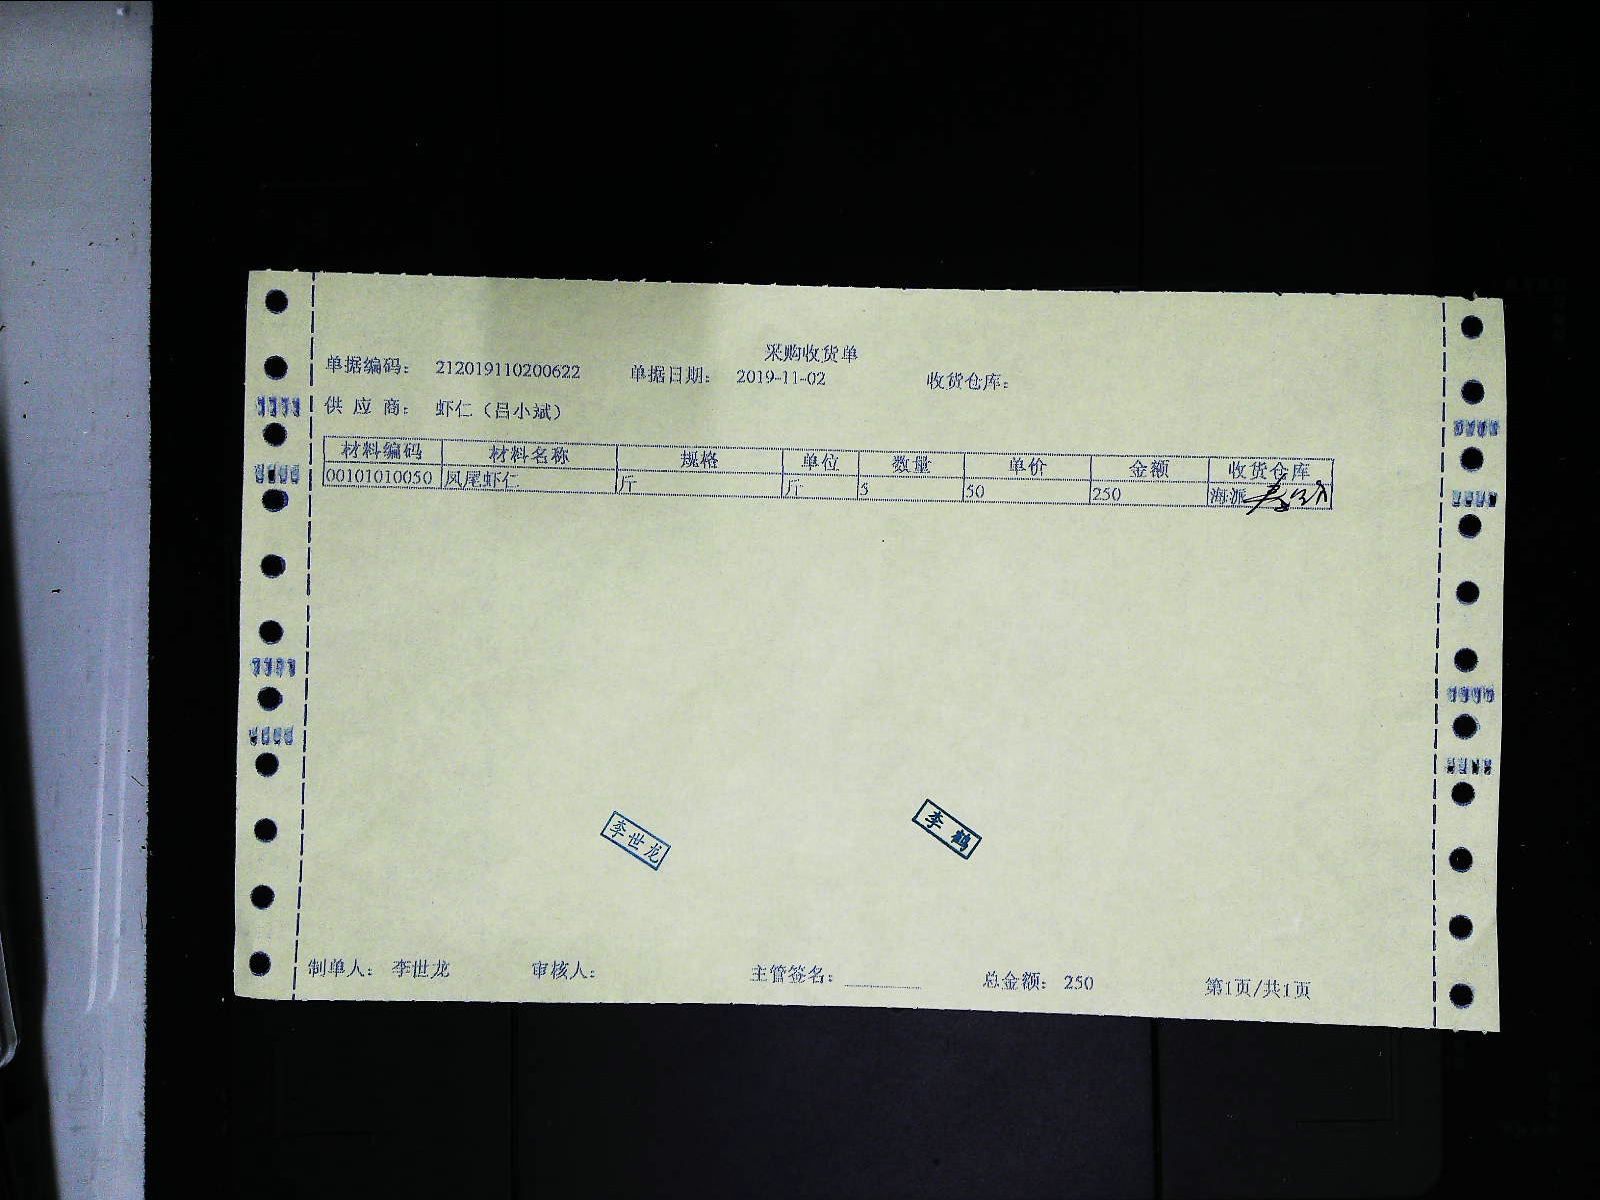 采购收货单
单据编码： 212019110200622 单据日期： 2019-11-02 收货仓库：
供 应 商： 虾仁（吕小斌）
材料编码 材料名称 规格 单位 数量 单价 金额 收货仓库
00101010050 凤尾虾仁 斤 斤 5 50 250 海派
李世龙 李鹤
制单人： 李世龙 审核人： 主管签名： 总金额： 250 第1页/共1页